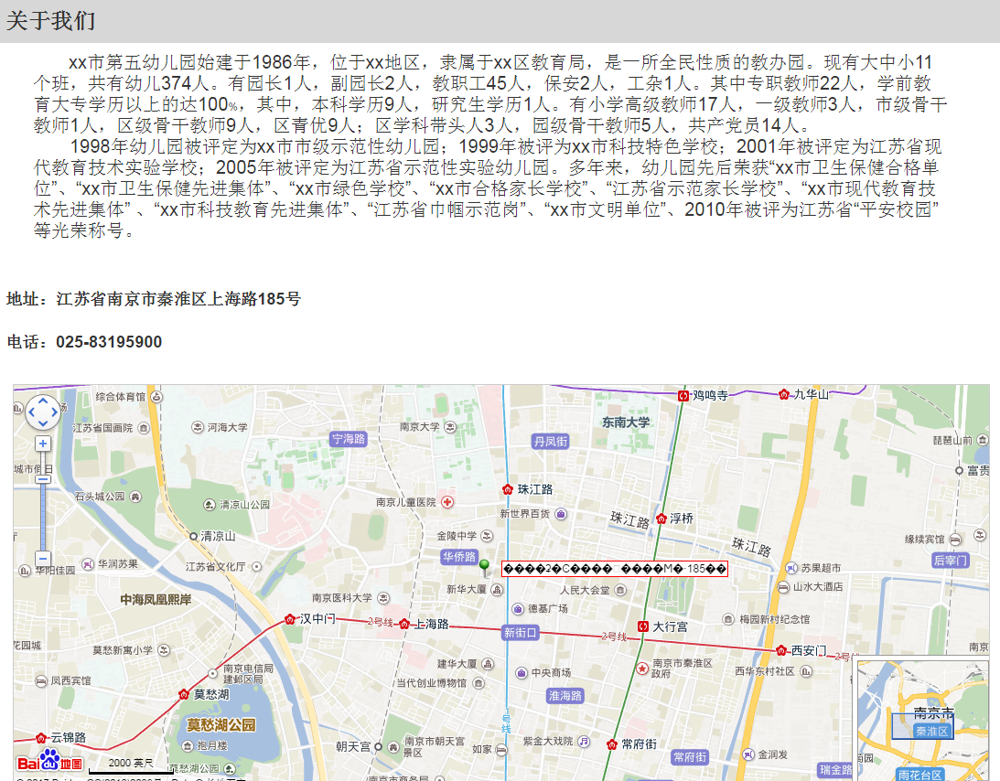 关于我们
xx市第五幼儿园始建于1986年，位于xx地区，隶属于xx区教育局，是一所全民性质的教办园。现有大中小11
个班，共有幼儿374人。有园长1人，副园长2人，教职工45人，保安2人，工杂1人。其中专职教师22人，学前教
育大专学历以上的达100%，其中，本科学历9人，研究生学历1人。有小学高级教师17人，一级教师3人，市级骨干
教师1人，区级骨干教师9人，区青优9人；区学科带头人3人，园级骨干教师5人，共产党员14人。
1998年幼儿园被评定为xx市市级示范性幼儿园；1999年被评为xx市科技特色学校；2001年被评定为江苏省现
代教育技术实验学校；2005年被评定为江苏省示范性实验幼儿园。多年来，幼儿园先后荣获“xx市卫生保健合格单
位”、“xx市卫生保健先进集体”、“xx市绿色学校”、“xx市合格家长学校”、“江苏省示范家长学校”、“xx市现代教育技
术先进集体” 、“xx市科技教育先进集体”、“江苏省巾帼示范岗”、“xx市文明单位”、2010年被评为江苏省“平安校园”
等光荣称号。
地址：江苏省南京市秦淮区上海路185号
电话：025-83195900
综合体育馆
鸡鸣寺
九华山
江苏省国画院
河海大学
南京大学
东南大学
宁海路
丹凤街
琵琶山前
城市假日
富贵
石头城公园
清凉山公园
南京儿童医院
珠江路
新世界百货
珠江路
浮桥
清凉山
金陵中学
珠江路
缘续宾馆
华润苏果
江苏省文化厅
华侨路
����2�C����□����M�·185��
苏果超市
后宰门
华阳佳园
新华大厦
人民大会堂
山水大酒店
中海凤凰熙岸
南京医科大学
德基广场
汉中门
2号线
上海路
新街口
2号线
大行宫
梅园新村纪念馆
花园城
莫愁新寓小学
西安门
2号线
南京
南京电信局
建邺区局
建华大厦
中央商场
南京市秦淮区
政府
西华东村社区
凤西宾馆
当代创业博物馆
莫愁湖
淮海路
南京市
莫愁湖公园
1号线
秦淮区
云锦路
抱月楼
朝天宫
南京市朝天宫
景区
如家
紫金大戏院
常府街
常府街
金润发
Bai du 地图
2000 英尺
莫愁湖公园
瑞金路
雨花台区